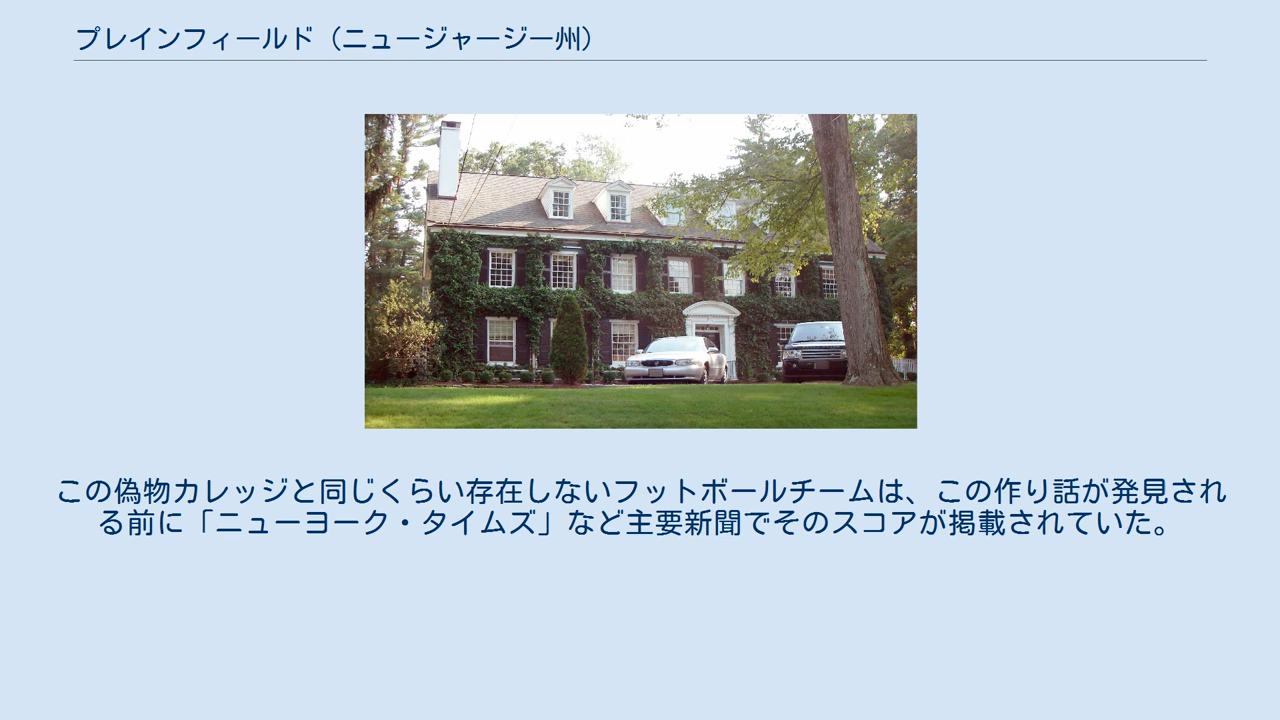 プレインフィールド（ニュージャージー州）
この偽物カレッジと同じくらい存在しないフットボールチームは、この作り話が発見され
る前に「ニューヨーク・タイムズ」など主要新聞でそのスコアが掲載されていた。